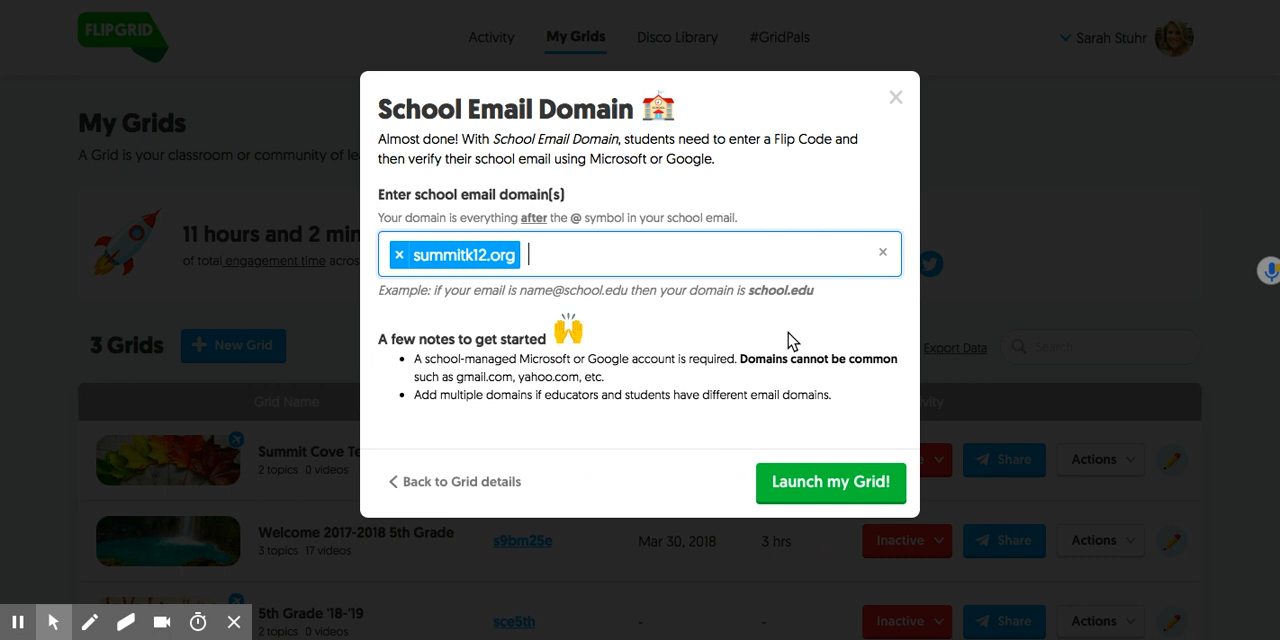 FLIPGRID
Activity
My Grids
Disco Library
#GridPals
Sarah Stuhr
School Email Domain
Almost done! With School Email Domain, students need to enter a Flip Code and
then verify their school email using Microsoft or Google.
Enter school email domain(s)
Your domain is everything after the @ symbol in your school email.
× summitk12.org
×
Example: if your email is name@school.edu then your domain is school.edu
A few notes to get started
• A school-managed Microsoft or Google account is required. Domains cannot be common
such as gmail.com, yahoo.com, etc.
• Add multiple domains if educators and students have different email domains.
Back to Grid details
Launch my Grid!
My Grids
A Grid is your classroom or community of
11 hours and 2
of total engagement time
3 Grids
+ New Grid
Export Data
Search
Grid Name
Summit Cove
2 topics 0 videos
Share
Actions
Welcome 2017-2018 5th Grade
3 topics 17 videos
s9bm25e
Mar 30, 2018
3 hrs
Inactive
Share
Actions
5th Grade '18-'19
2 topics 0 videos
sce5th
-
-
Inactive
Share
Actions